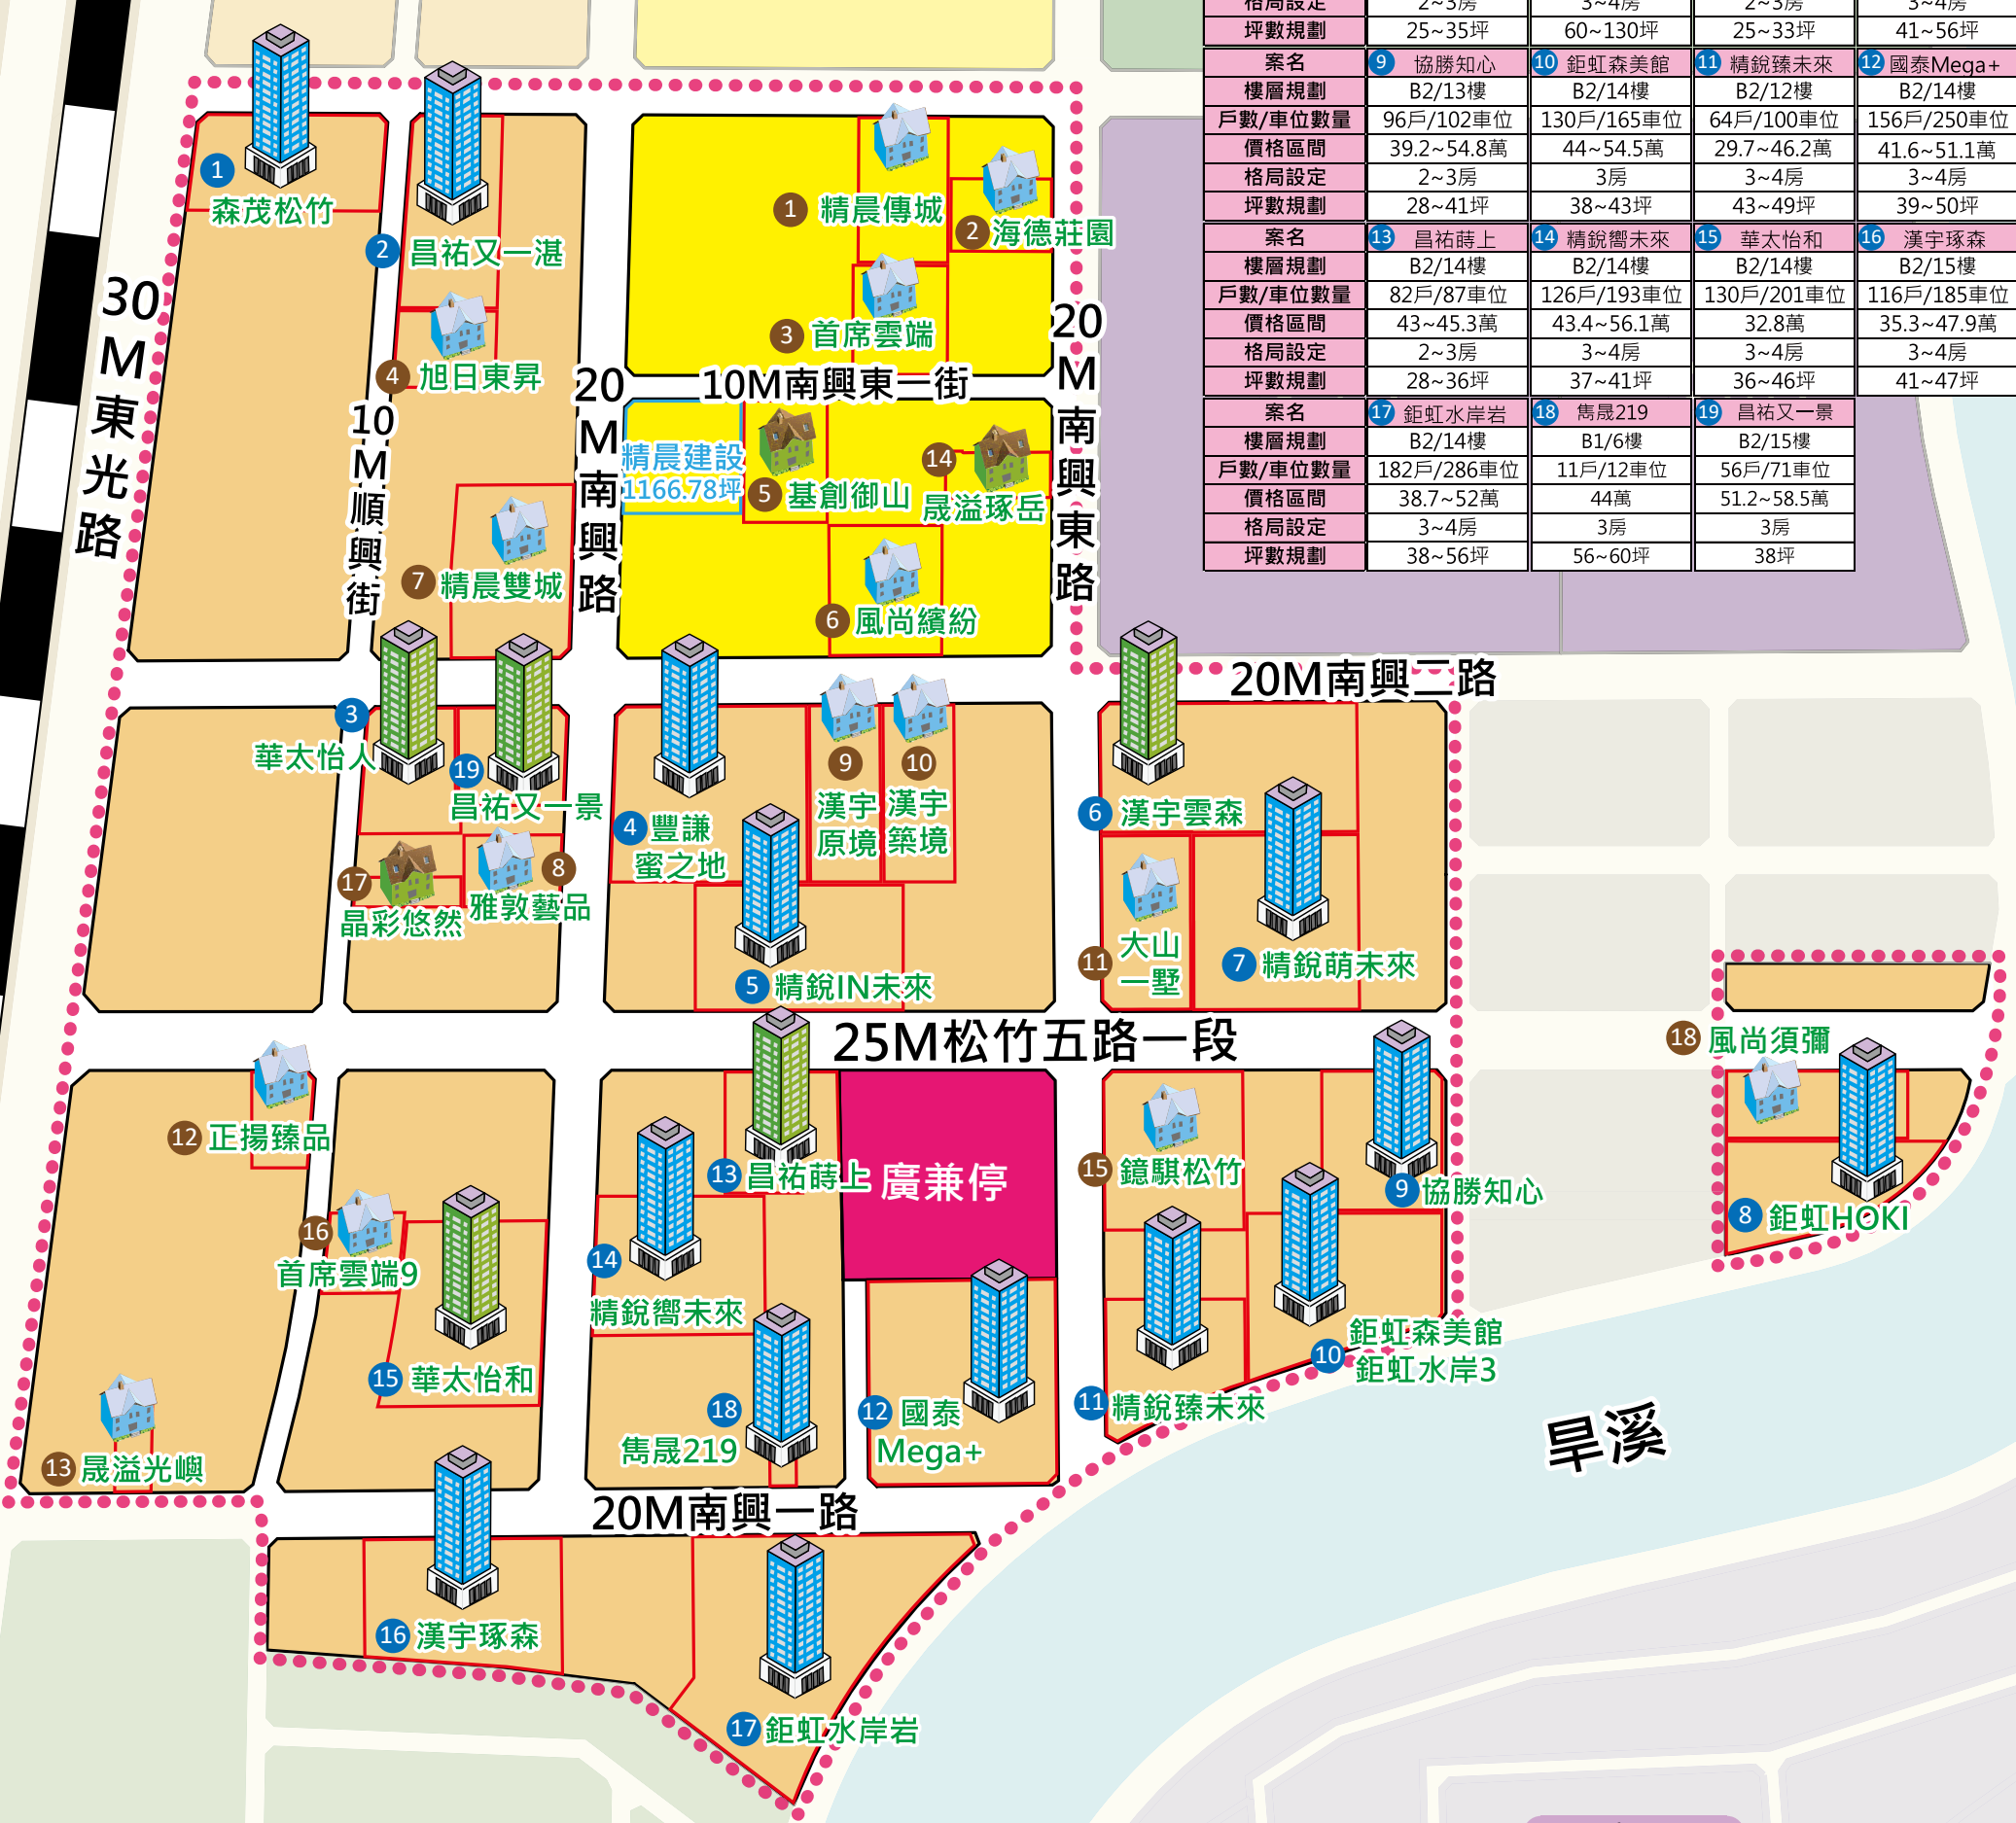 格局設定 2~3房 3~4房 2~3房 3~4房
坪數規劃 25~35坪 60~130坪 25~33坪 41~56坪
案名 9 協勝知心 10 鉅虹森美館 11 精銳臻未來 12 國泰Mega+
樓層規劃 B2/13樓 B2/14樓 B2/12樓 B2/14樓
戶數/車位數量 96戶/102車位 130戶/165車位 64戶/100車位 156戶/250車位
價格區間 39.2~54.8萬 44~54.5萬 29.7~46.2萬 41.6~51.1萬
格局設定 2~3房 3房 3~4房 3~4房
坪數規劃 28~41坪 38~43坪 43~49坪 39~50坪
案名 13 昌祐蒔上 14 精銳嚮未來 15 華太怡和 16 漢宇琢森
樓層規劃 B2/14樓 B2/14樓 B2/14樓 B2/15樓
戶數/車位數量 82戶/87車位 126戶/193車位 130戶/201車位 116戶/185車位
價格區間 43~45.3萬 43.4~56.1萬 32.8萬 35.3~47.9萬
格局設定 2~3房 3~4房 3~4房 3~4房
坪數規劃 28~36坪 37~41坪 36~46坪 41~47坪
案名 17 鉅虹水岸岩 18 雋晟219 19 昌祐又一景
樓層規劃 B2/14樓 B1/6樓 B2/15樓
戶數/車位數量 182戶/286車位 11戶/12車位 56戶/71車位
價格區間 38.7~52萬 44萬 51.2~58.5萬
格局設定 3~4房 3房 3房
坪數規劃 38~56坪 56~60坪 38坪
1 森茂松竹
2 昌祐又一湛
1 精晨傳城
2 海德莊園
3 首席雲端
4 旭日東昇
30M東光路
10M順興街
20M南興路
10M南興東一街
20M南興東路
精晨建設
1166.78坪
5 基創御山
14
晟溢琢岳
7 精晨雙城
6 風尚繽紛
20M南興二路
3
華太怡人
19
昌祐又一景
4 豐謙
蜜之地
9
漢宇
原境
10
漢宇
築境
6 漢宇雲森
17
晶彩悠然
8
雅敦藝品
5 精銳IN未來
11 大山
一墅
7 精銳萌未來
25M松竹五路一段
18 風尚須彌
12 正揚臻品
13 昌祐蒔上
廣兼停
15 鐿騏松竹
9 協勝知心
8 鉅虹HOKI
16
首席雲端9
14
精銳嚮未來
15 華太怡和
10 鉅虹森美館
鉅虹水岸3
11 精銳臻未來
18
雋晟219
12 國泰
Mega+
旱溪
13 晟溢光嶼
20M南興一路
16 漢宇琢森
17 鉅虹水岸岩